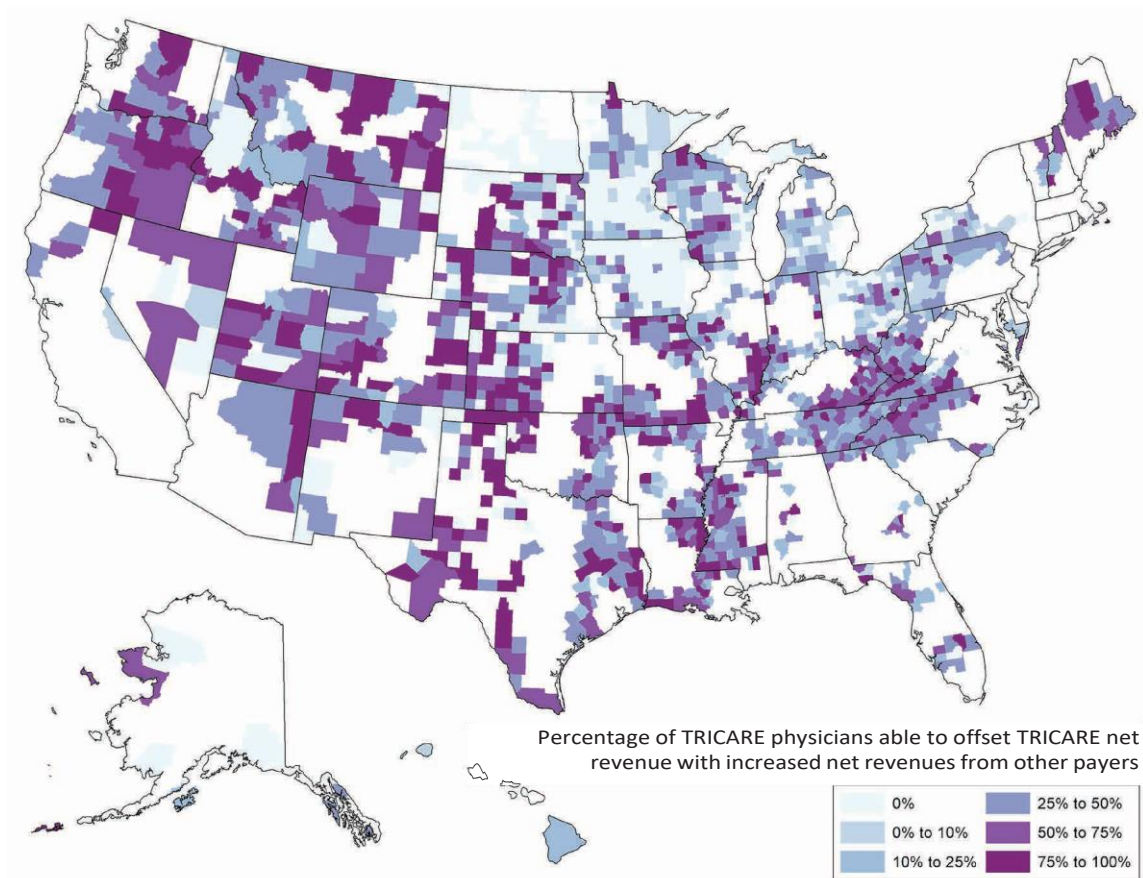 Percentage of TRICARE physicians able to offset TRICARE net
revenue with increased net revenues from other payers
0%
0% to 10%
10% to 25%
25% to 50%
50% to 75%
75% to 100%